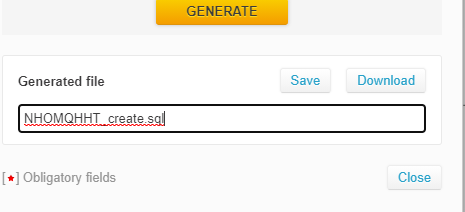 GENERATE
Generated file Save Download
NHOMQHHT_create.sql
[★] Obligatory fields Close